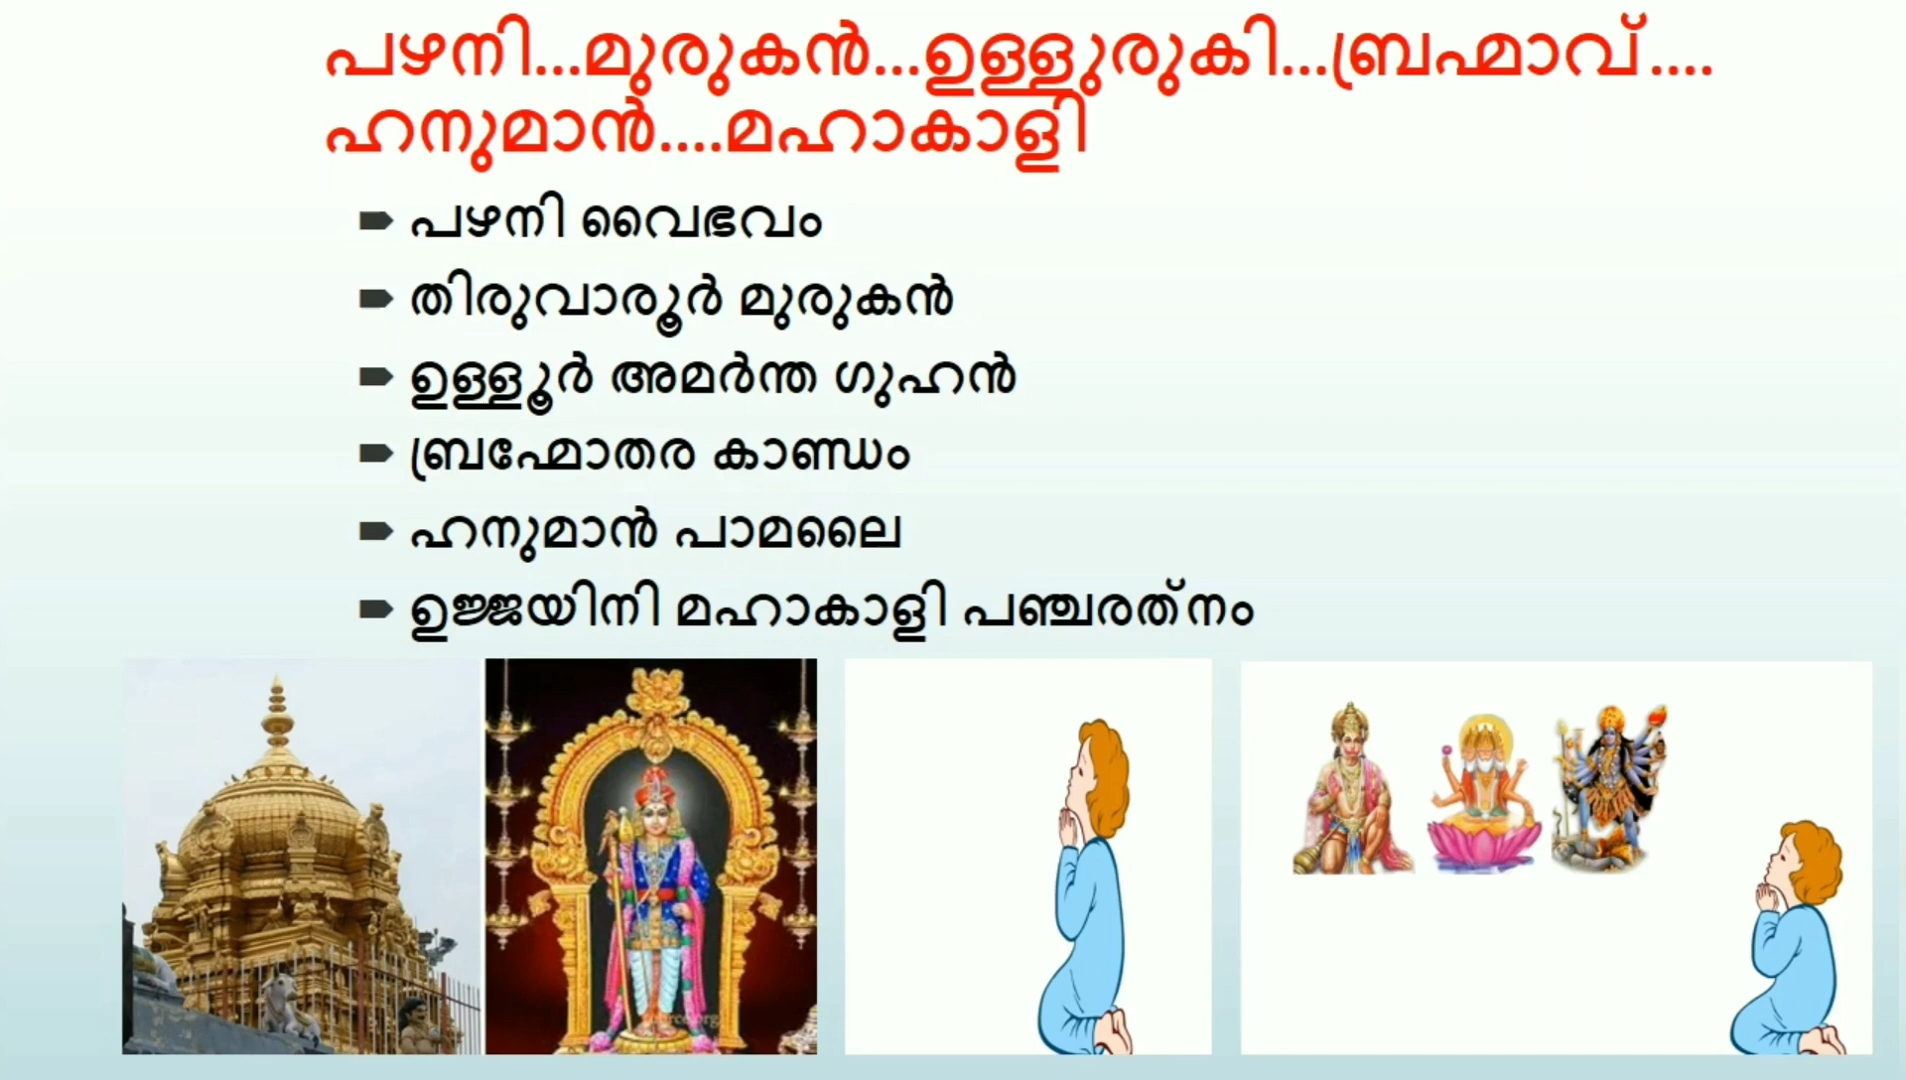 പഴനി...മുരുകൻ...ഉള്ളുരുകി...ബ്രഹ്മാവ്....
ഹനുമാൻ....മഹാകാളി
പഴനി വൈഭവം
തിരുവാരൂർ മുരുകൻ
ഉള്ളൂർ അമർന്ത ഗുഹൻ
ബ്രഹ്മോതര കാണ്ഡം
ഹനുമാൻ പാമലൈ
ഉജ്ജയിനി മഹാകാളി പഞ്ചരത്നം